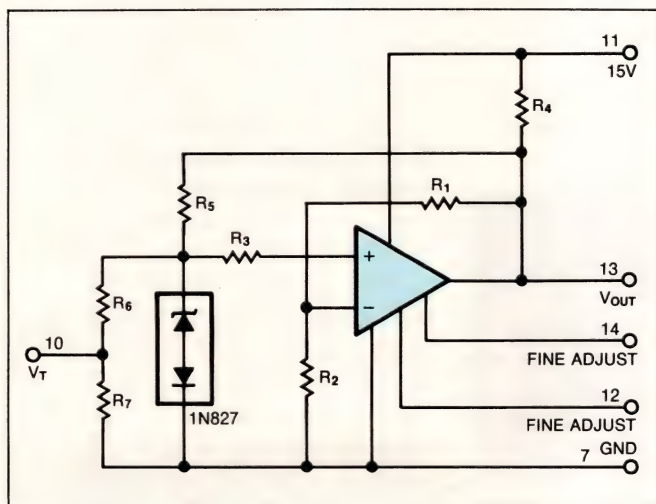 11
15V
R4
R1
R5
R3
+
−
13
VOUT
R6
10
VT
14
FINE ADJUST
R7
R2
12
1N827
FINE ADJUST
7 GND